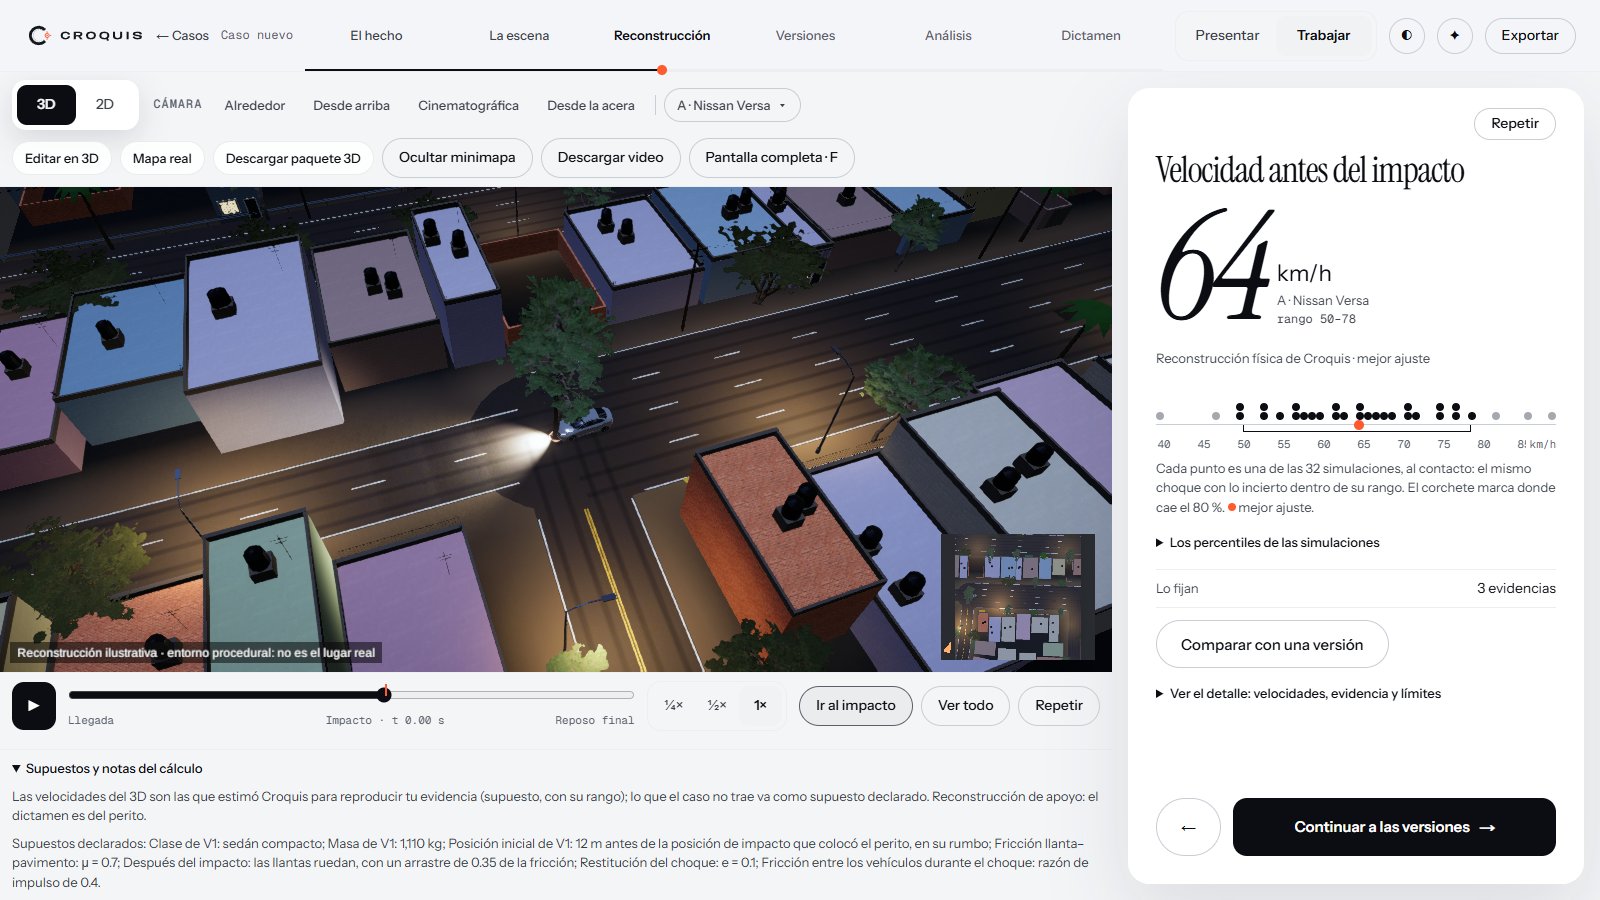 CROQUIS
← Casos
Caso nuevo
El hecho
La escena
Reconstrucción
Versiones
Análisis
Dictamen
Presentar
Trabajar
Exportar
3D
2D
CÁMARA
Alrededor
Desde arriba
Cinematográfica
Desde la acera
A · Nissan Versa
Editar en 3D
Mapa real
Descargar paquete 3D
Ocultar minimapa
Descargar video
Pantalla completa · F
Reconstrucción ilustrativa - entorno procedural: no es el lugar real
Llegada
Impacto · t 0.00 s
Reposo final
¼×
½×
1×
Ir al impacto
Ver todo
Repetir
Supuestos y notas del cálculo
Las velocidades del 3D son las que estimó Croquis para reproducir tu evidencia (supuesto, con su rango); lo que el caso no trae va como supuesto declarado. Reconstrucción de apoyo: el
dictamen es del perito.
Supuestos declarados: Clase de V1: sedán compacto; Masa de V1: 1,110 kg; Posición inicial de V1: 12 m antes de la posición de impacto que colocó el perito, en su rumbo; Fricción llanta–
pavimento: μ = 0.7; Después del impacto: las llantas ruedan, con un arrastre de 0.35 de la fricción; Restitución del choque: e = 0.1; Fricción entre los vehículos durante el choque: razón de
impulso de 0.4.
Repetir
Velocidad antes del impacto
64
km/h
A · Nissan Versa
rango 50–78
Reconstrucción física de Croquis · mejor ajuste
40 45 50 55 60 65 70 75 80 8 km/h
Cada punto es una de las 32 simulaciones, al contacto: el mismo
choque con lo incierto dentro de su rango. El corchete marca donde
cae el 80 %. mejor ajuste.
Los percentiles de las simulaciones
Lo fijan
3 evidencias
Comparar con una versión
Ver el detalle: velocidades, evidencia y límites
←
Continuar a las versiones →